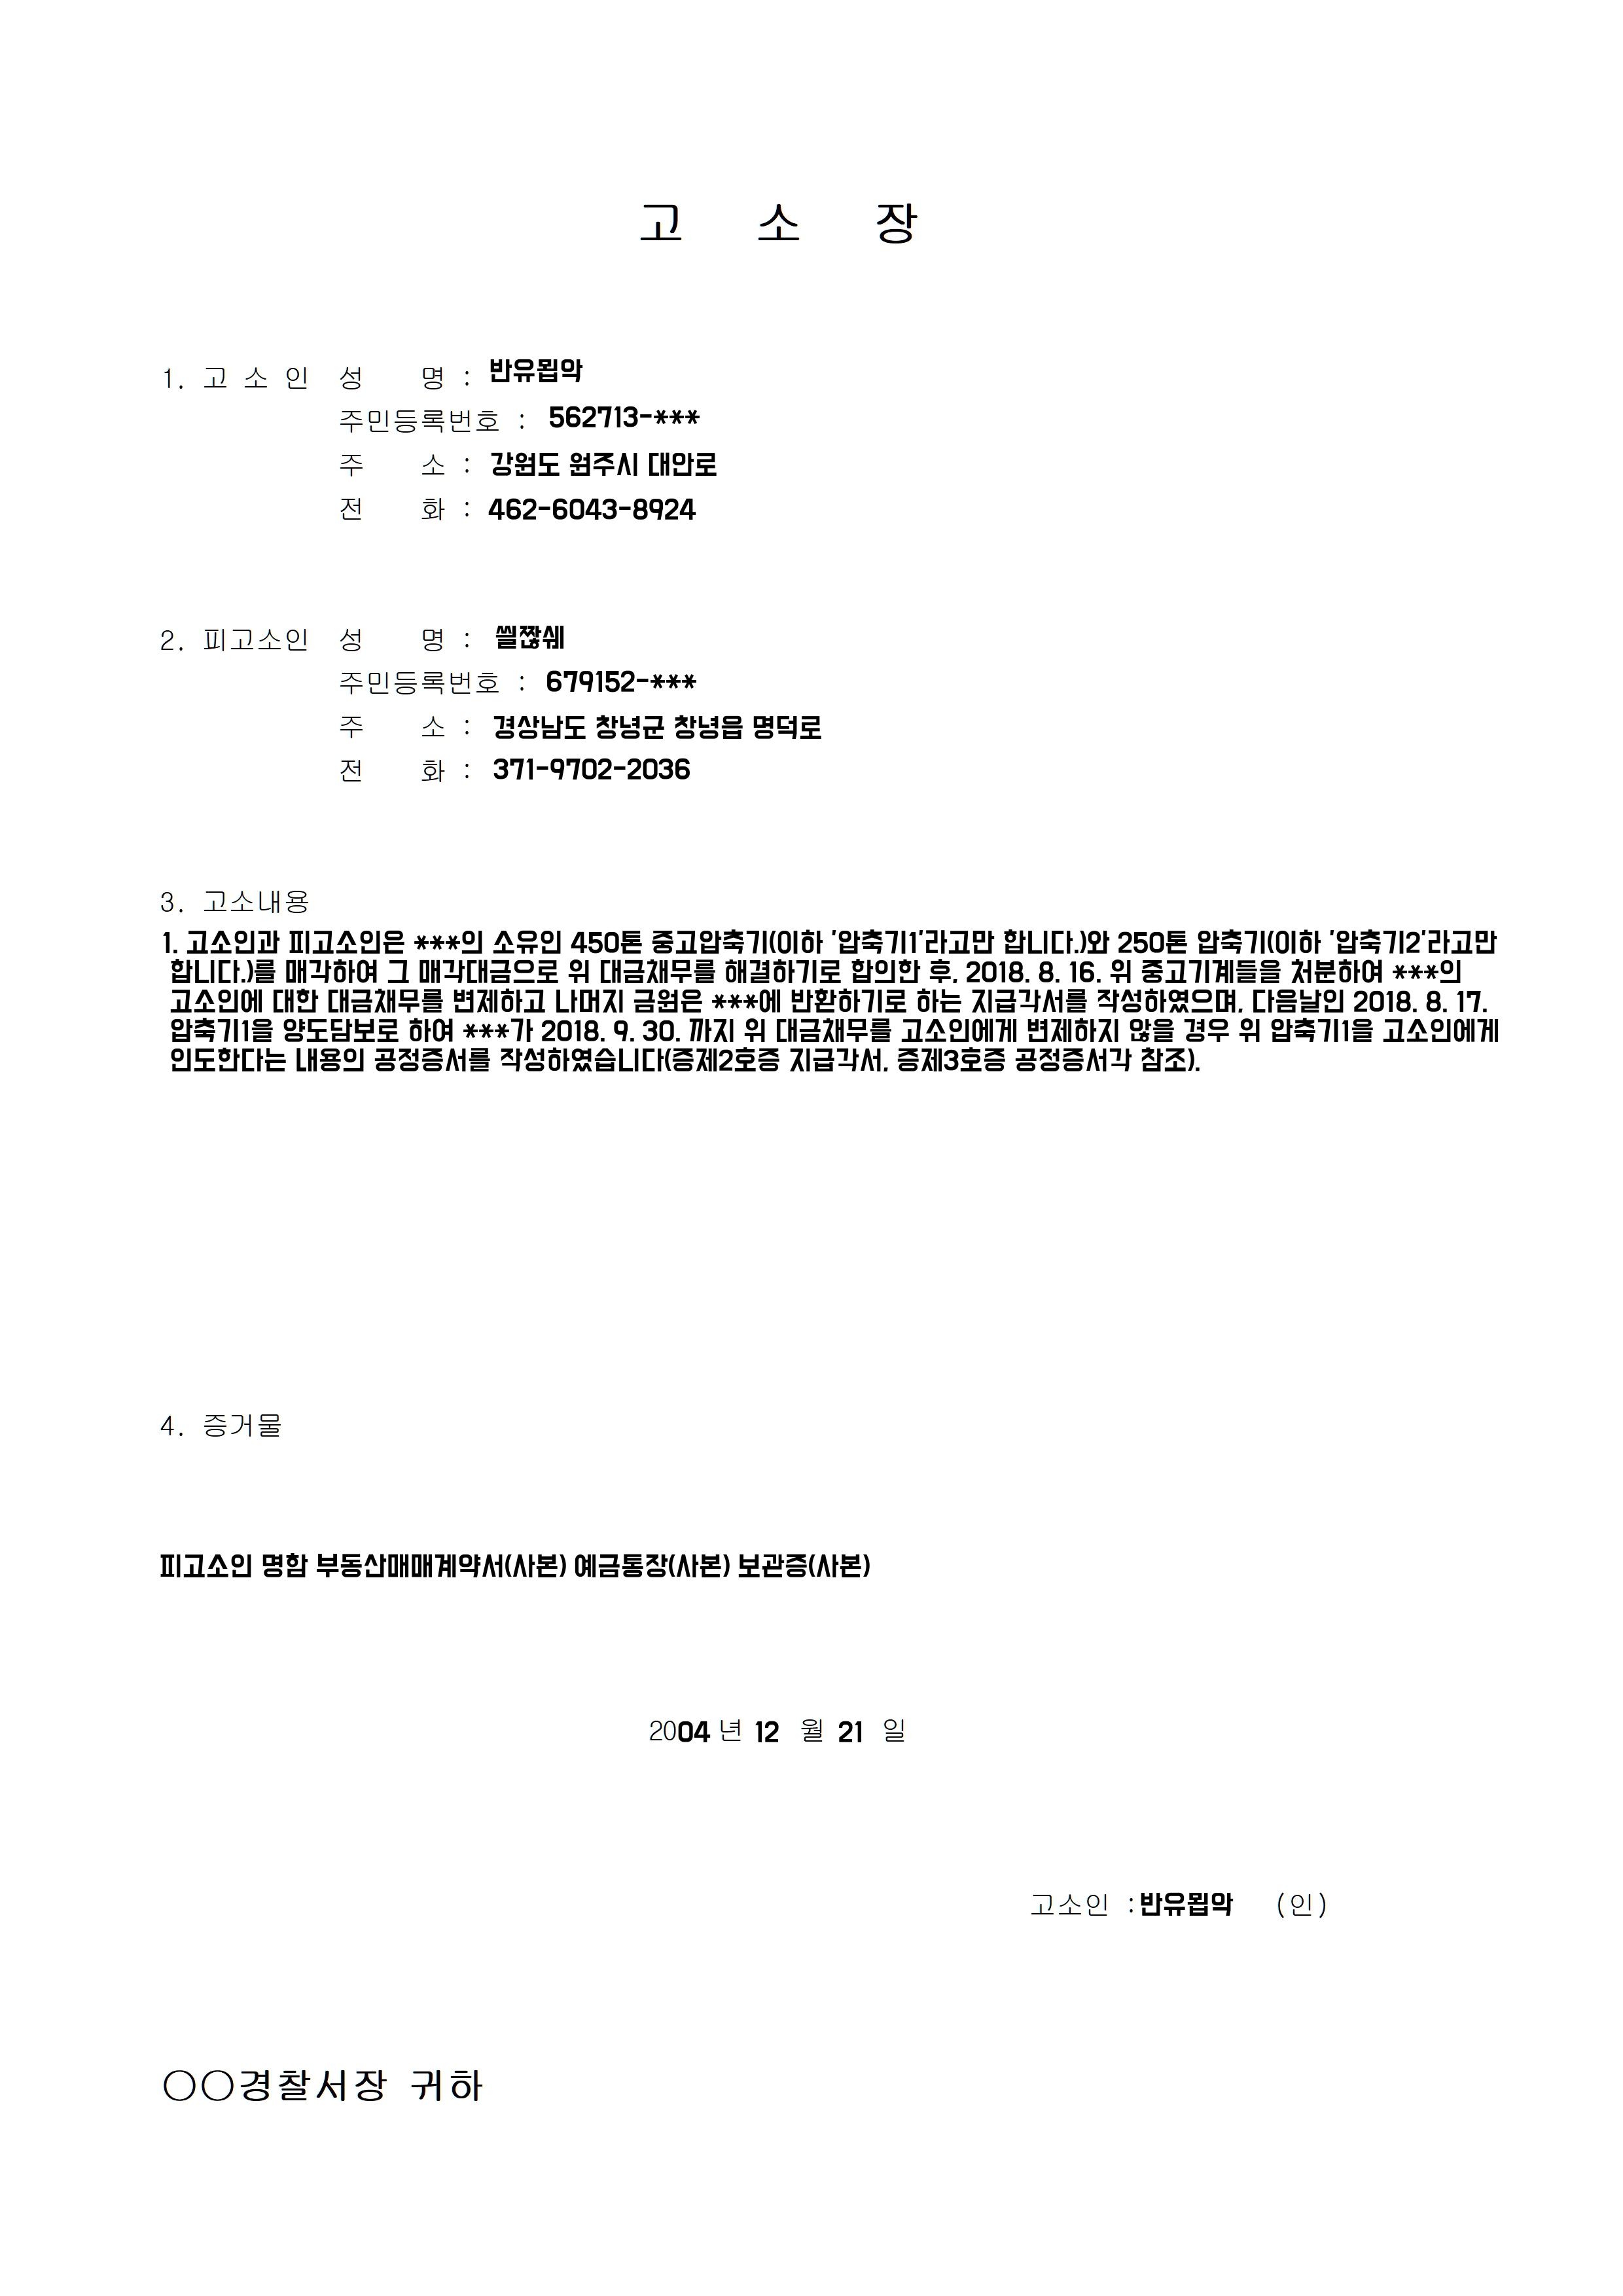 고 소 장
1. 고 소 인 성 명 : 반유푑악
주민등록번호 : 562713-***
주 소 : 강원도 원주시 대안로
전 화 : 462-6043-8924
2. 피고소인 성 명 : 씔짢쉐
주민등록번호 : 679152-***
주 소 : 경상남도 창녕군 창녕읍 명덕로
전 화 : 371-9702-2036
3. 고소내용
1. 고소인과 피고소인은 ***의 소유인 450톤 중고압축기(이하 '압축기1'라고만 합니다.)와 250톤 압축기(이하 '압축기2'라고만
합니다.)를 매각하여 그 매각대금으로 위 대금채무를 해결하기로 합의한 후, 2018. 8. 16. 위 중고기계들을 처분하여 ***의
고소인에 대한 대금채무를 변제하고 나머지 금원은 ***에 반환하기로 하는 지급각서를 작성하였으며, 다음날인 2018. 8. 17.
압축기1을 양도담보로 하여 ***가 2018. 9. 30. 까지 위 대금채무를 고소인에게 변제하지 않을 경우 위 압축기1을 고소인에게
인도한다는 내용의 공정증서를 작성하였습니다(증제2호증 지급각서, 증제3호증 공정증서각 참조).
4. 증거물
피고소인 명함 부동산매매계약서(사본) 예금통장(사본) 보관증(사본)
2004 년 12 월 21 일
고소인 : 반유푑악 (인)
○○경찰서장 귀하